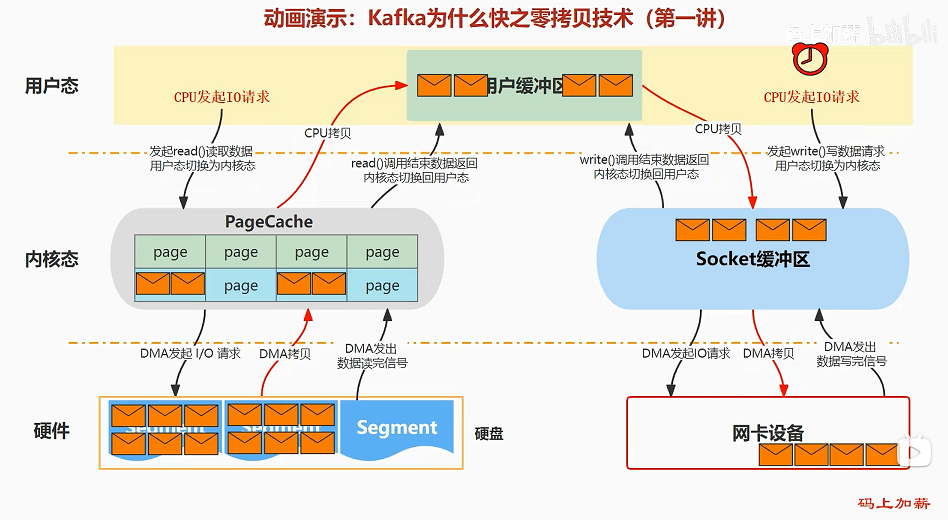 动画演示：Kafka为什么快之零拷贝技术（第一讲）
bilibili
用户态
CPU发起IO请求
用户缓冲区
CPU发起IO请求
CPU拷贝
CPU拷贝
发起read()读取数据
用户态切换为内核态
read()调用结束数据返回
内核态切换回用户态
write()调用结束数据返回
内核态切换回用户态
发起write()写数据请求
用户态切换为内核态
内核态
PageCache
page
page
page
page
page
page
Socket缓冲区
DMA发起 I/O 请求
DMA拷贝
DMA发出
数据读完信号
DMA发起IO请求
DMA拷贝
DMA发出
数据写完信号
硬件
Segment
Segment
Segment
硬盘
网卡设备
码上加薪